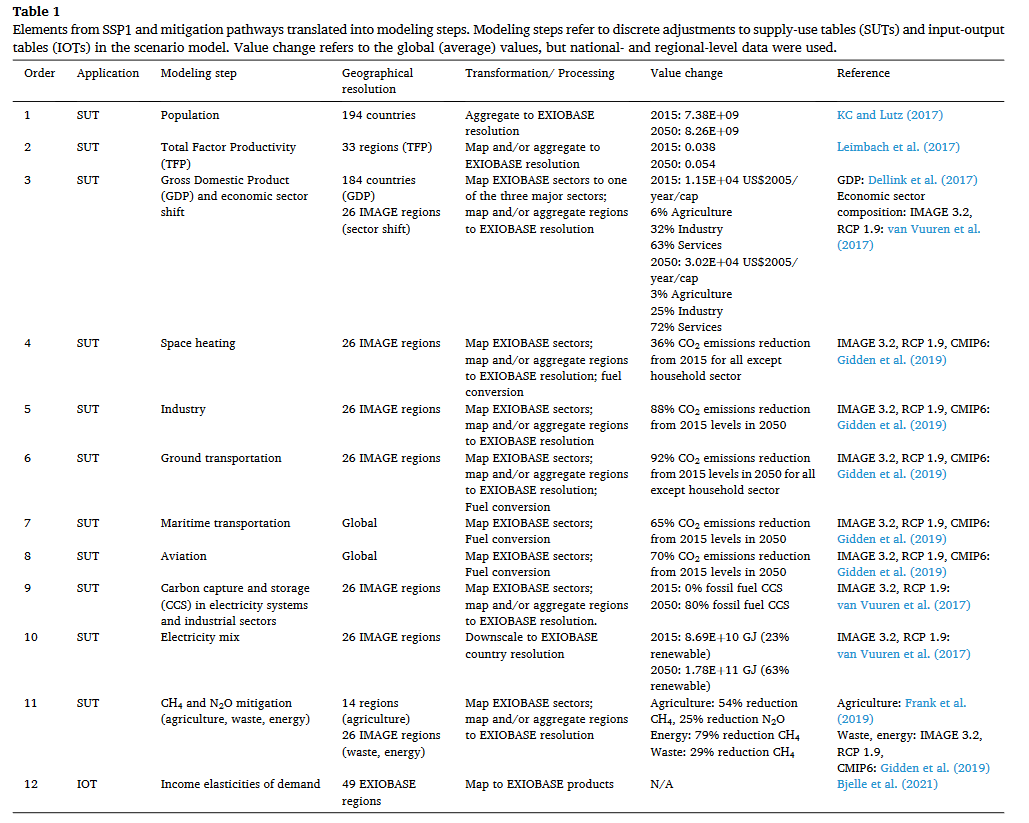 Table 1
Elements from SSP1 and mitigation pathways translated into modeling steps. Modeling steps refer to discrete adjustments to supply-use tables (SUTs) and input-output
tables (IOTs) in the scenario model. Value change refers to the global (average) values, but national- and regional-level data were used.
Order Application Modeling step Geographical resolution Transformation/ Processing Value change Reference
1 SUT Population 194 countries Aggregate to EXIOBASE resolution 2015: 7.38E+09 2050: 8.26E+09 KC and Lutz (2017)
2 SUT Total Factor Productivity (TFP) 33 regions (TFP) Map and/or aggregate to EXIOBASE resolution 2015: 0.038 2050: 0.054 Leimbach et al. (2017)
3 SUT Gross Domestic Product (GDP) and economic sector shift 184 countries (GDP) 26 IMAGE regions (sector shift) Map EXIOBASE sectors to one of the three major sectors; map and/or aggregate regions to EXIOBASE resolution 2015: 1.15E+04 US$2005/ year/cap 6% Agriculture 32% Industry 63% Services 2050: 3.02E+04 US$2005/ year/cap 3% Agriculture 25% Industry 72% Services GDP: Dellink et al. (2017) Economic sector composition: IMAGE 3.2, RCP 1.9: van Vuuren et al. (2017)
4 SUT Space heating 26 IMAGE regions Map EXIOBASE sectors; map and/or aggregate regions to EXIOBASE resolution; fuel conversion 36% CO₂ emissions reduction from 2015 for all except household sector IMAGE 3.2, RCP 1.9, CMIP6: Gidden et al. (2019)
5 SUT Industry 26 IMAGE regions Map EXIOBASE sectors; map and/or aggregate regions to EXIOBASE resolution 88% CO₂ emissions reduction from 2015 levels in 2050 IMAGE 3.2, RCP 1.9, CMIP6: Gidden et al. (2019)
6 SUT Ground transportation 26 IMAGE regions Map EXIOBASE sectors; map and/or aggregate regions to EXIOBASE resolution; Fuel conversion 92% CO₂ emissions reduction from 2015 levels in 2050 for all except household sector IMAGE 3.2, RCP 1.9, CMIP6: Gidden et al. (2019)
7 SUT Maritime transportation Global Map EXIOBASE sectors; Fuel conversion 65% CO₂ emissions reduction from 2015 levels in 2050 IMAGE 3.2, RCP 1.9, CMIP6: Gidden et al. (2019)
8 SUT Aviation Global Map EXIOBASE sectors; Fuel conversion 70% CO₂ emissions reduction from 2015 levels in 2050 IMAGE 3.2, RCP 1.9, CMIP6: Gidden et al. (2019)
9 SUT Carbon capture and storage (CCS) in electricity systems and industrial sectors 26 IMAGE regions Map EXIOBASE sectors; map and/or aggregate regions to EXIOBASE resolution. 2015: 0% fossil fuel CCS 2050: 80% fossil fuel CCS IMAGE 3.2, RCP 1.9: van Vuuren et al. (2017)
10 SUT Electricity mix 26 IMAGE regions Downscale to EXIOBASE country resolution 2015: 8.69E+10 GJ (23% renewable) 2050: 1.78E+11 GJ (63% renewable) IMAGE 3.2, RCP 1.9: van Vuuren et al. (2017)
11 SUT CH₄ and N₂O mitigation (agriculture, waste, energy) 14 regions (agriculture) 26 IMAGE regions (waste, energy) Map EXIOBASE sectors; map and/or aggregate regions to EXIOBASE resolution Agriculture: 54% reduction CH₄, 25% reduction N₂O Energy: 79% reduction CH₄ Waste: 29% reduction CH₄ Agriculture: Frank et al. (2019) Waste, energy: IMAGE 3.2, RCP 1.9, CMIP6: Gidden et al. (2019)
12 IOT Income elasticities of demand 49 EXIOBASE regions Map to EXIOBASE products N/A Bjelle et al. (2021)